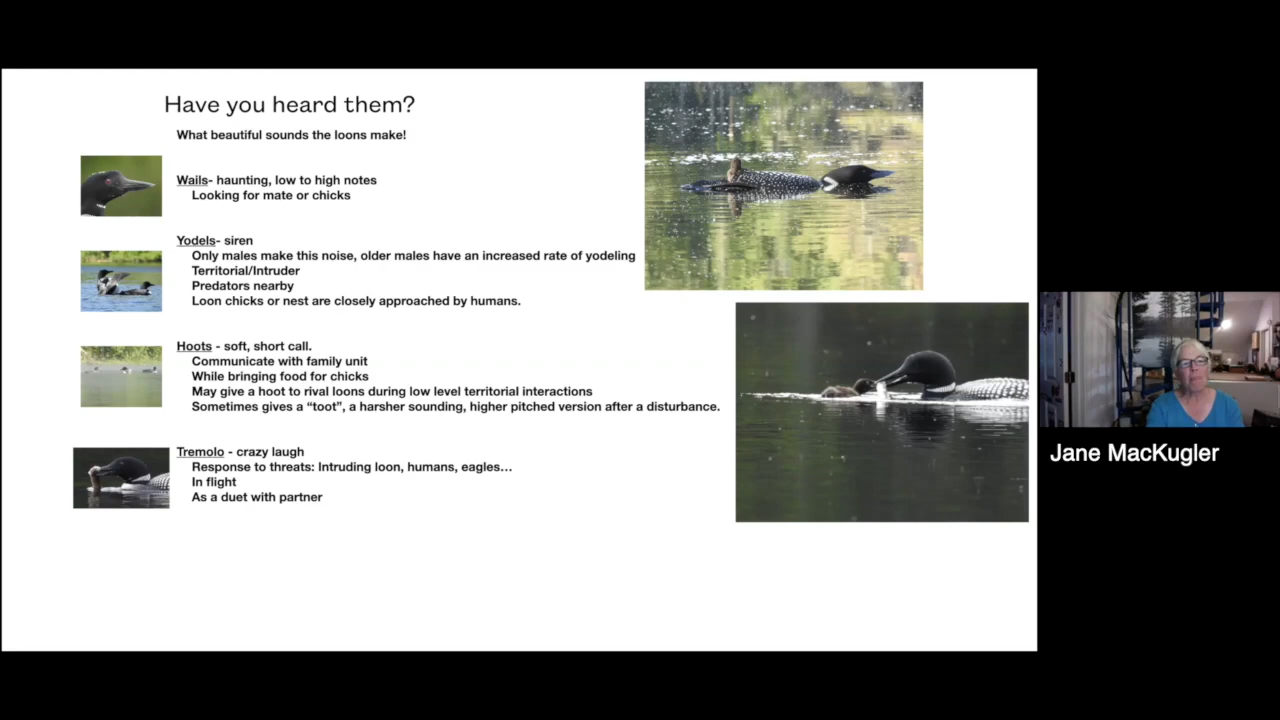 Have you heard them?
What beautiful sounds the loons make!
Wails- haunting, low to high notes
Looking for mate or chicks
Yodels- siren
Only males make this noise, older males have an increased rate of yodeling
Territorial/Intruder
Predators nearby
Loon chicks or nest are closely approached by humans.
Hoots - soft, short call.
Communicate with family unit
While bringing food for chicks
May give a hoot to rival loons during low level territorial interactions
Sometimes gives a “toot”, a harsher sounding, higher pitched version after a disturbance.
Tremolo - crazy laugh
Response to threats: Intruding loon, humans, eagles…
In flight
As a duet with partner
Jane MacKugler